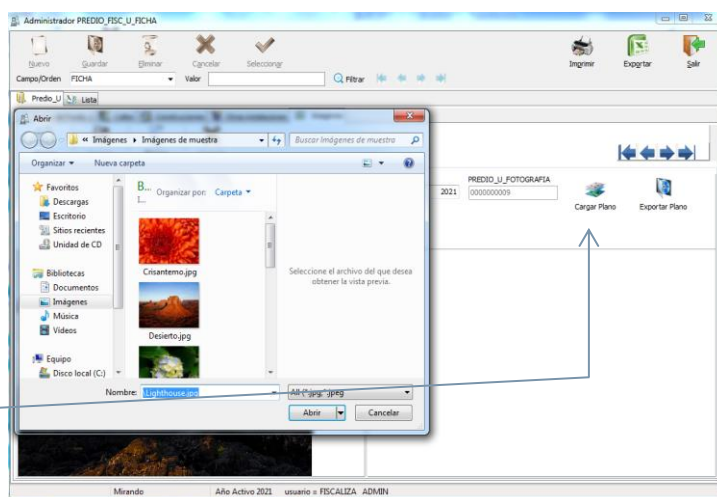 Administrador PREDIO_FISC_U_FICHA
Nuevo Guardar Eliminar Cancelar Seleccionar Imprimir Exportar Salir
Campo/Orden FICHA Valor Filtrar
Predo_U Lista
Abrir
« Imágenes Imágenes de muestra Buscar Imágenes de muestra
Organizar Nueva carpeta
Favoritos
Descargas
Escritorio
Sitios recientes
Unidad de CD
Bibliotecas
Documentos
Imágenes
Música
Vídeos
Equipo
Disco local (C:)
B...
Organizar por: Carpeta
Crisantemo.jpg
Desierto.jpg
Seleccione el archivo del que desea
obtener la vista previa.
Nombre: \Lighthouse.jpg All (*.jpg;*.jpeg
Abrir Cancelar
PREDIO_U_FOTOGRAFIA
2021 0000000009
Cargar Plano Exportar Plano
Mirando Año Activo 2021 usuario = FISCALIZA ADMIN